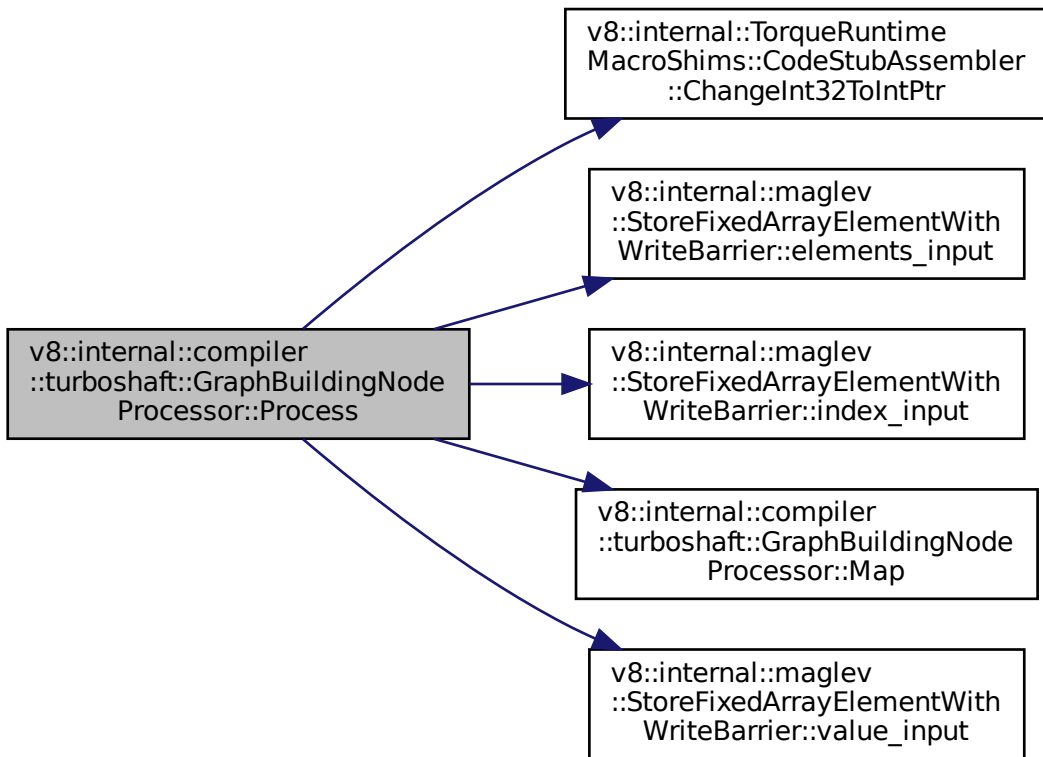 v8::internal::TorqueRuntime
MacroShims::CodeStubAssembler
::ChangeInt32ToIntPtr
v8::internal::maglev
::StoreFixedArrayElementWith
WriteBarrier::elements_input
v8::internal::compiler
::turboshaft::GraphBuildingNode
Processor::Process
v8::internal::maglev
::StoreFixedArrayElementWith
WriteBarrier::index_input
v8::internal::compiler
::turboshaft::GraphBuildingNode
Processor::Map
v8::internal::maglev
::StoreFixedArrayElementWith
WriteBarrier::value_input